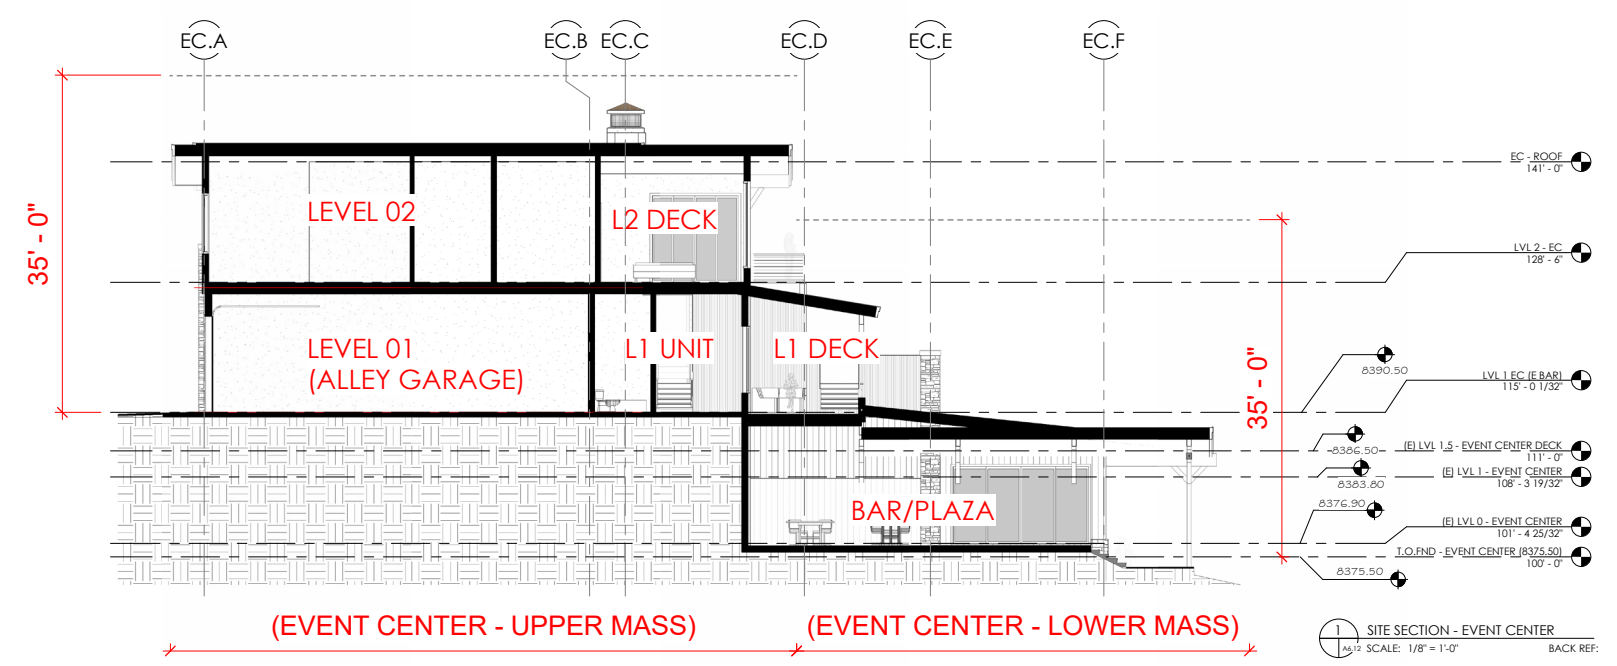 EC.A
EC.B
EC.C
EC.D
EC.E
EC.F
EC - ROOF
141' - 0"
35' - 0"
LEVEL 02
L2 DECK
LVL 2 - EC
128' - 6"
LEVEL 01
(ALLEY GARAGE)
L1 UNIT
L1 DECK
35' - 0"
8390.50
LVL 1 EC (E BAR)
115' - 0 1/32"
8386.50
(E) LVL 1.5 - EVENT CENTER DECK
111' - 0"
(E) LVL 1 - EVENT CENTER
108' - 3 19/32"
8383.80
BAR/PLAZA
8376.90
(E) LVL 0 - EVENT CENTER
101' - 4 25/32"
T.O.FND - EVENT CENTER (8375.50)
100' - 0"
8375.50
(EVENT CENTER - UPPER MASS)
(EVENT CENTER - LOWER MASS)
1
A6.12
SITE SECTION - EVENT CENTER
SCALE: 1/8" = 1'-0"
BACK REF: